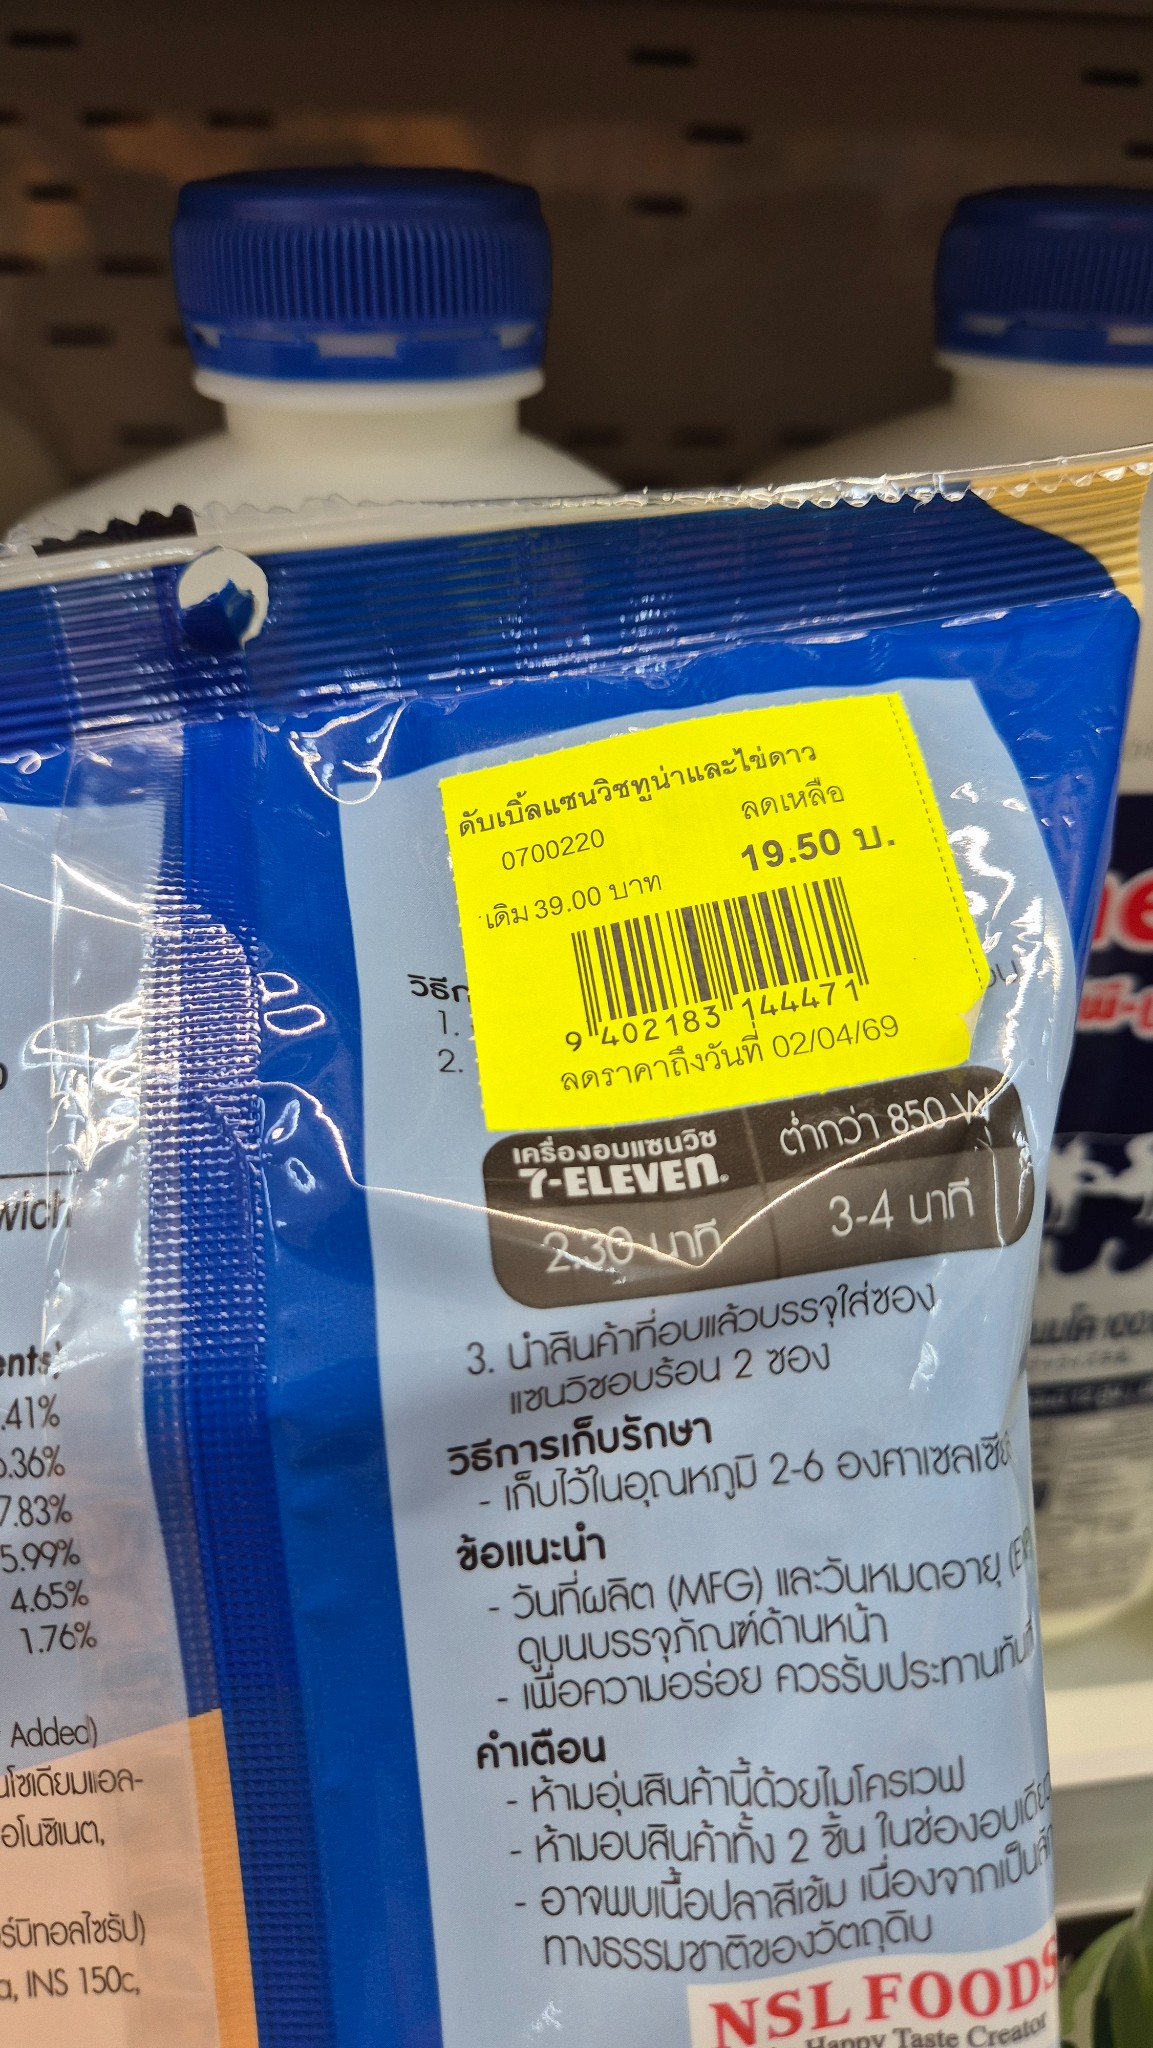 ดับเบิ้ลแซนวิชทูน่าและไข่ดาว
0700220
ลดเหลือ
19.50 บ.
เดิม 39.00 บาท
9 402183 144471
ลดราคาถึงวันที่ 02/04/69
1.
2.
เครื่องอบแซนวิช
7-ELEVEN.
ต่ำกว่า 850 W
2.30 นาที
3-4 นาที
3. นำสินค้าที่อบแล้วบรรจุใส่ซอง
แซนวิชอบร้อน 2 ซอง
วิธีการเก็บรักษา
- เก็บไว้ในอุณหภูมิ 2-6 องศาเซลเซียส
ข้อแนะนำ
- วันที่ผลิต (MFG) และวันหมดอายุ
ดูบนบรรจุภัณฑ์ด้านหน้า
- เพื่อความอร่อย ควรรับประทานทันที
คำเตือน
- ห้ามอุ่นสินค้านี้ด้วยไมโครเวฟ
- ห้ามอบสินค้าทั้ง 2 ชิ้น ในช่องอบเดียว
- อาจพบเนื้อปลาสีเข้ม เนื่องจากเป็น
ทางธรรมชาติของวัตถุดิบ
NSL FOODS
Happy Taste Creator
.41%
.36%
7.83%
5.99%
4.65%
1.76%
Added)
INS 150c,